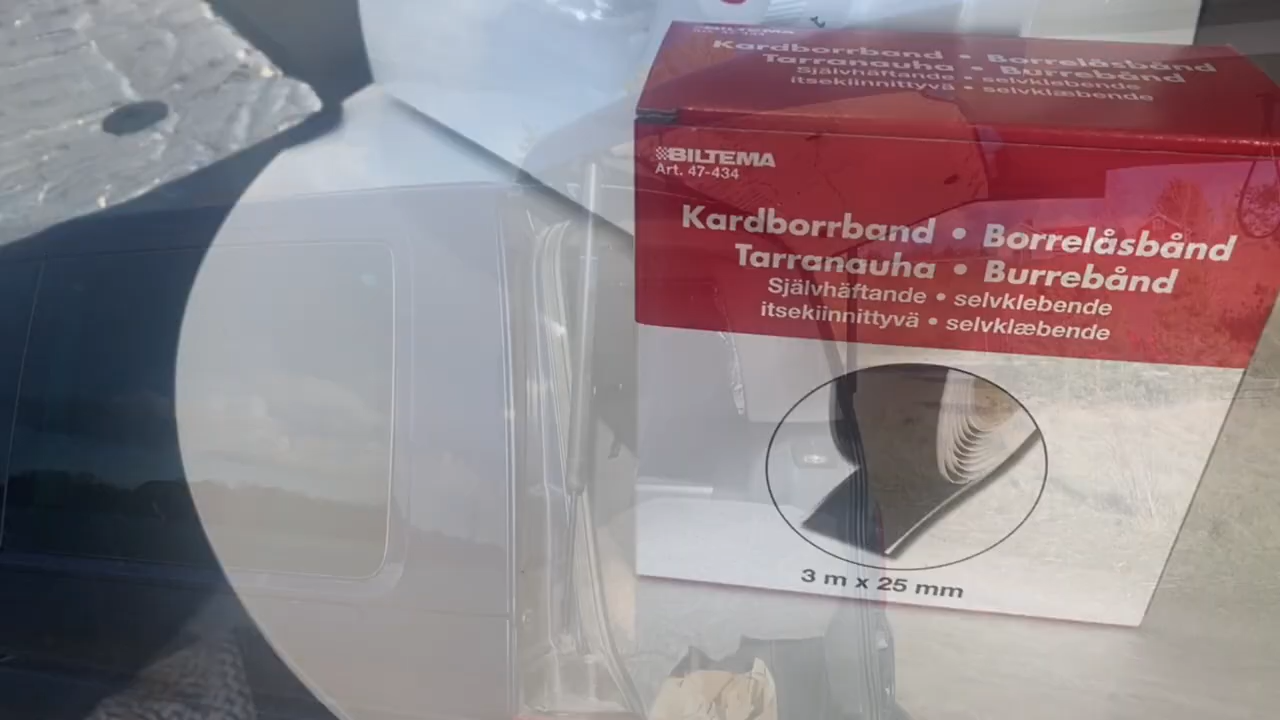 BILTEMA
Kardborrband • Borrelåsbånd
Tarranauha • Burrebånd
Självhäftande • selvklebende
itsekiinnittyvä • selvklæbende
BILTEMA
Art. 47-434
Kardborrband • Borrelåsbånd
Tarranauha • Burrebånd
Självhäftande • selvklebende
itsekiinnittyvä • selvklæbende
3 m x 25 mm